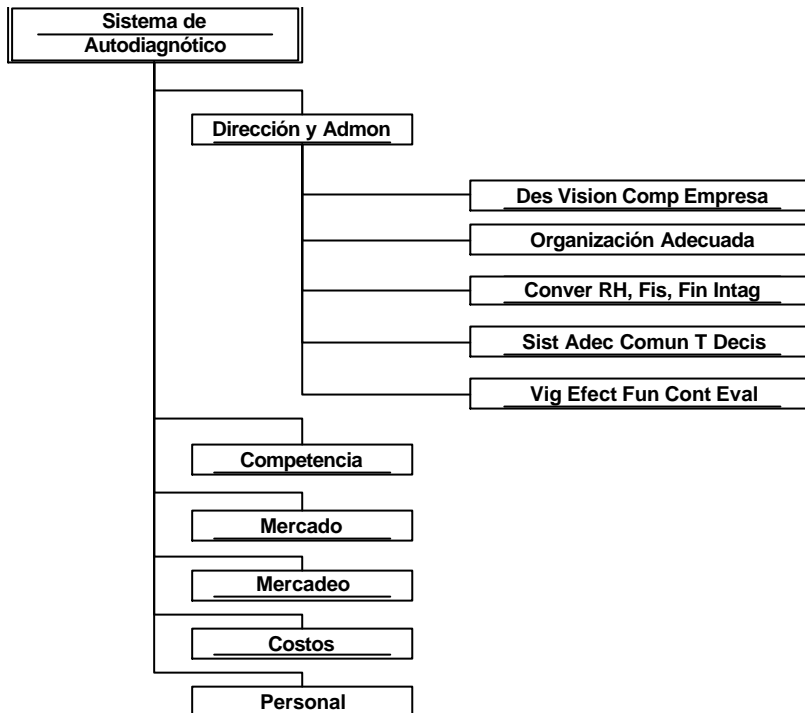 Sistema de
Autodiagnótico
Dirección y Admon
Des Vision Comp Empresa
Organización Adecuada
Conver RH, Fis, Fin Intag
Sist Adec Comun T Decis
Vig Efect Fun Cont Eval
Competencia
Mercado
Mercadeo
Costos
Personal